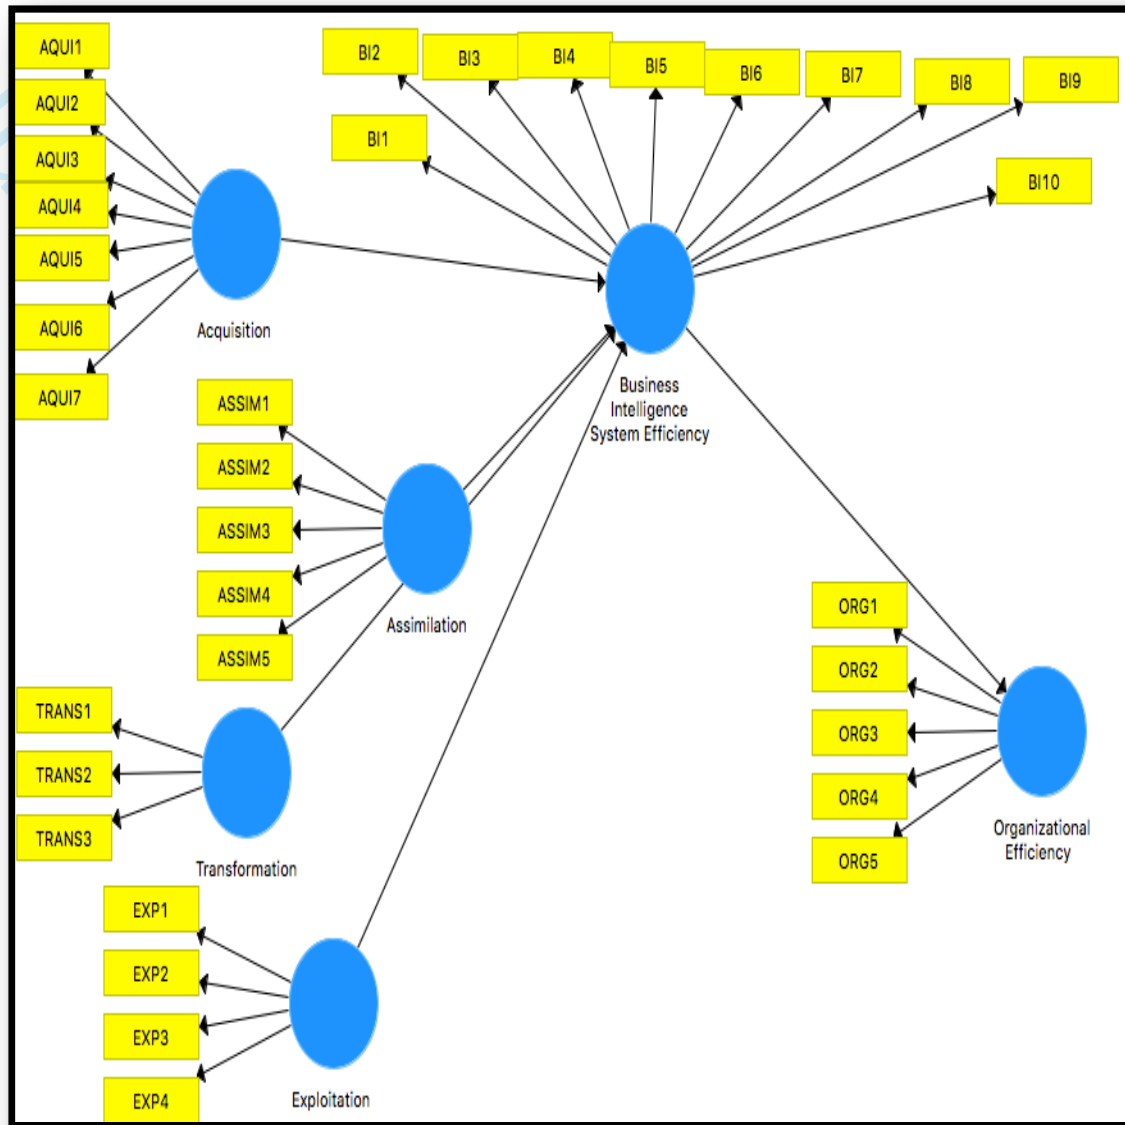 AQUI1
AQUI2
AQUI3
AQUI4
AQUI5
AQUI6
AQUI7
Acquisition
BI1
BI2
BI3
BI4
BI5
BI6
BI7
BI8
BI9
BI10
Business
Intelligence
System Efficiency
ASSIM1
ASSIM2
ASSIM3
ASSIM4
ASSIM5
Assimilation
TRANS1
TRANS2
TRANS3
Transformation
EXP1
EXP2
EXP3
EXP4
Exploitation
ORG1
ORG2
ORG3
ORG4
ORG5
Organizational
Efficiency